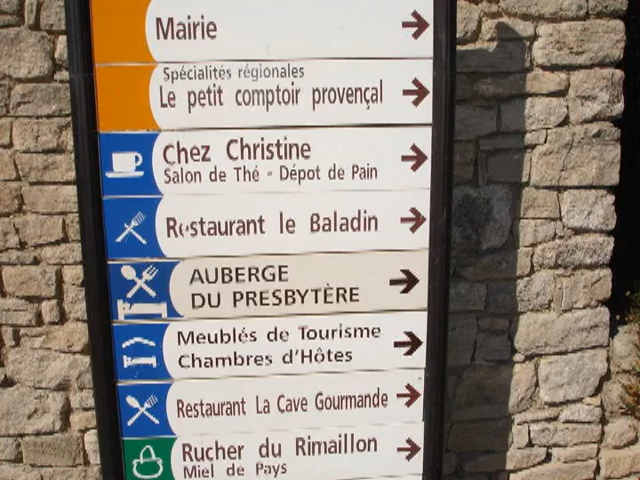 Mairie
Spécialités régionales
Le petit comptoir provençal
Chez Christine
Salon de Thé - Dépot de Pain
Restaurant le Baladin
AUBERGE
DU PRESBYTÈRE
Meublés de Tourisme
Chambres d'Hôtes
Restaurant La Cave Gourmande
Rucher du Rimaillon
Miel de Pays